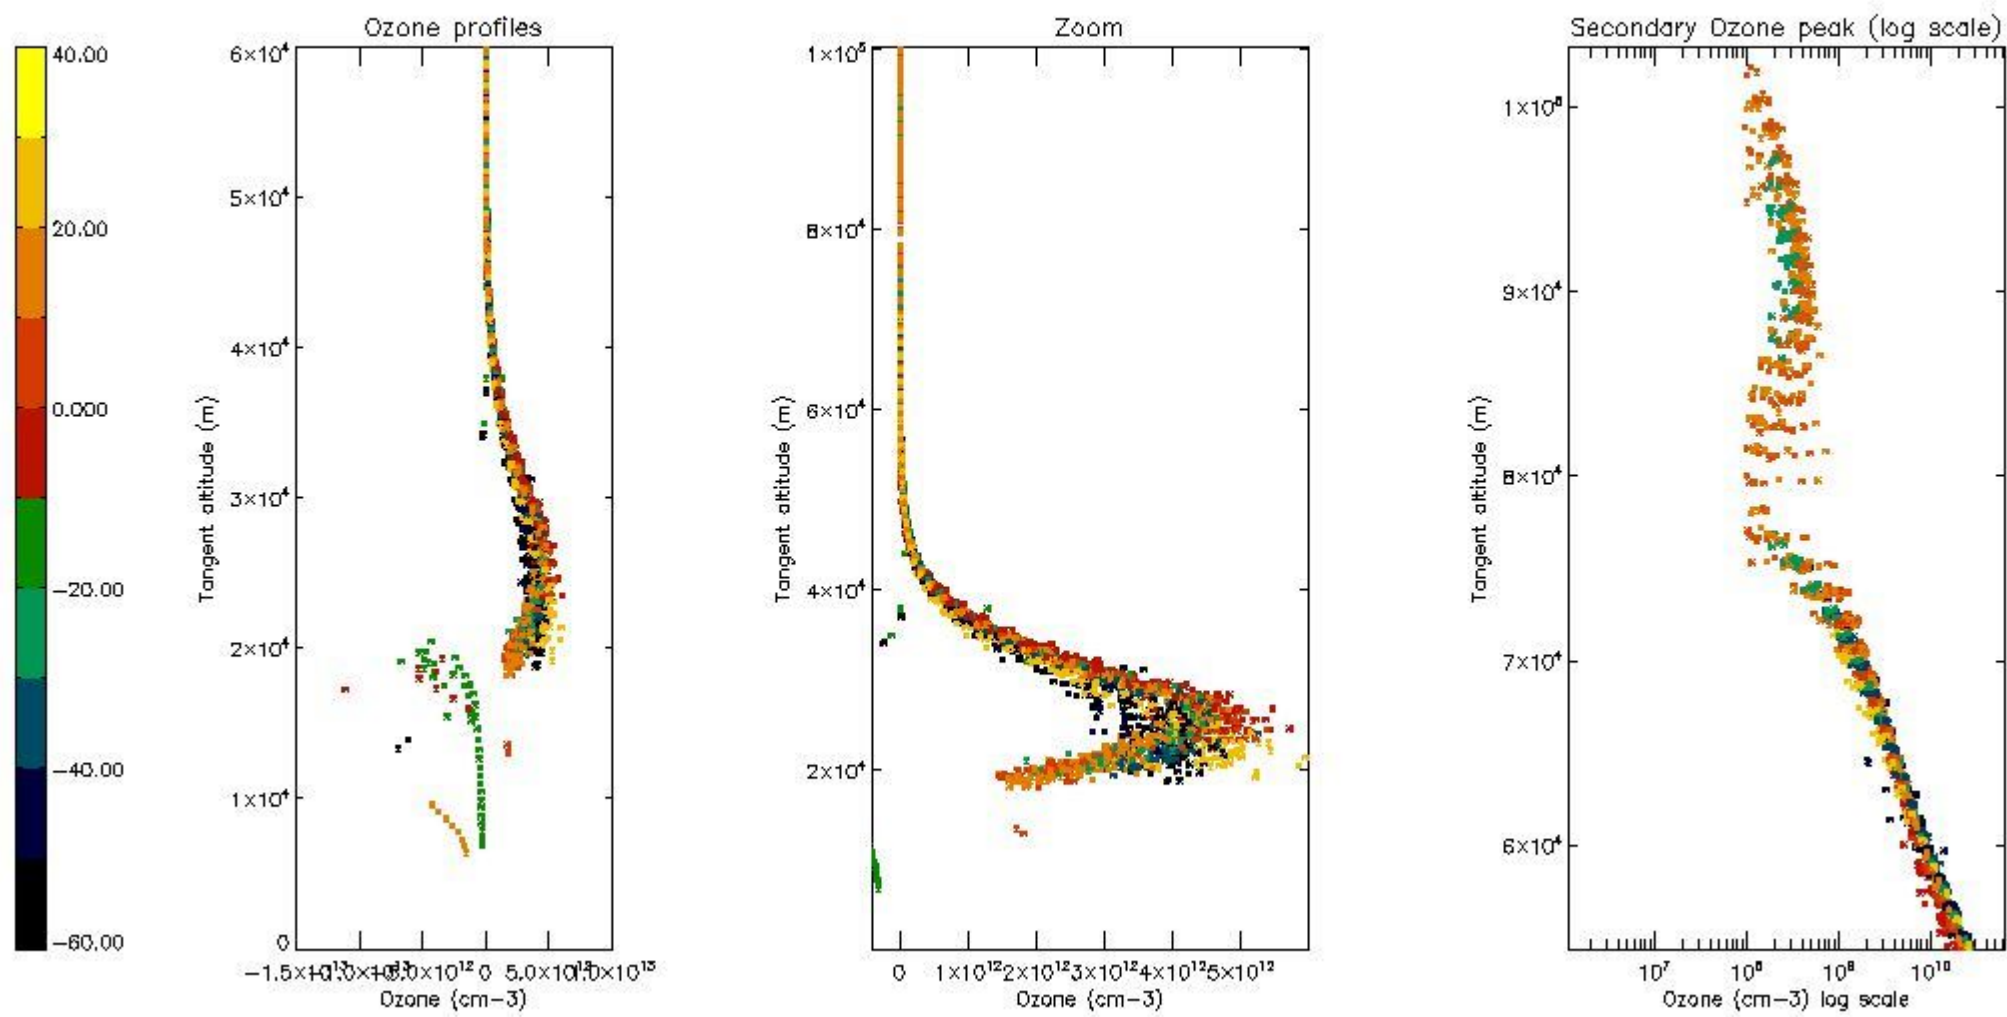 Ozone profiles
Zoom
Secondary Ozone peak (log scale)
40.00
20.00
0.000
−20.00
−40.00
−60.00
6×10⁴
5×10⁴
4×10⁴
3×10⁴
2×10⁴
1×10⁴
0
Tangent altitude (m)
0 5.0×10¹² 1.0×10¹³
Ozone (cm−3)
1×10⁵
8×10⁴
6×10⁴
4×10⁴
2×10⁴
Tangent altitude (m)
0 1×10¹² 2×10¹² 3×10¹² 4×10¹² 5×10¹²
Ozone (cm−3)
9×10⁴
8×10⁴
7×10⁴
6×10⁴
Tangent altitude (m)
10⁷ 10⁸ 10⁹ 10¹⁰
Ozone (cm−3) log scale